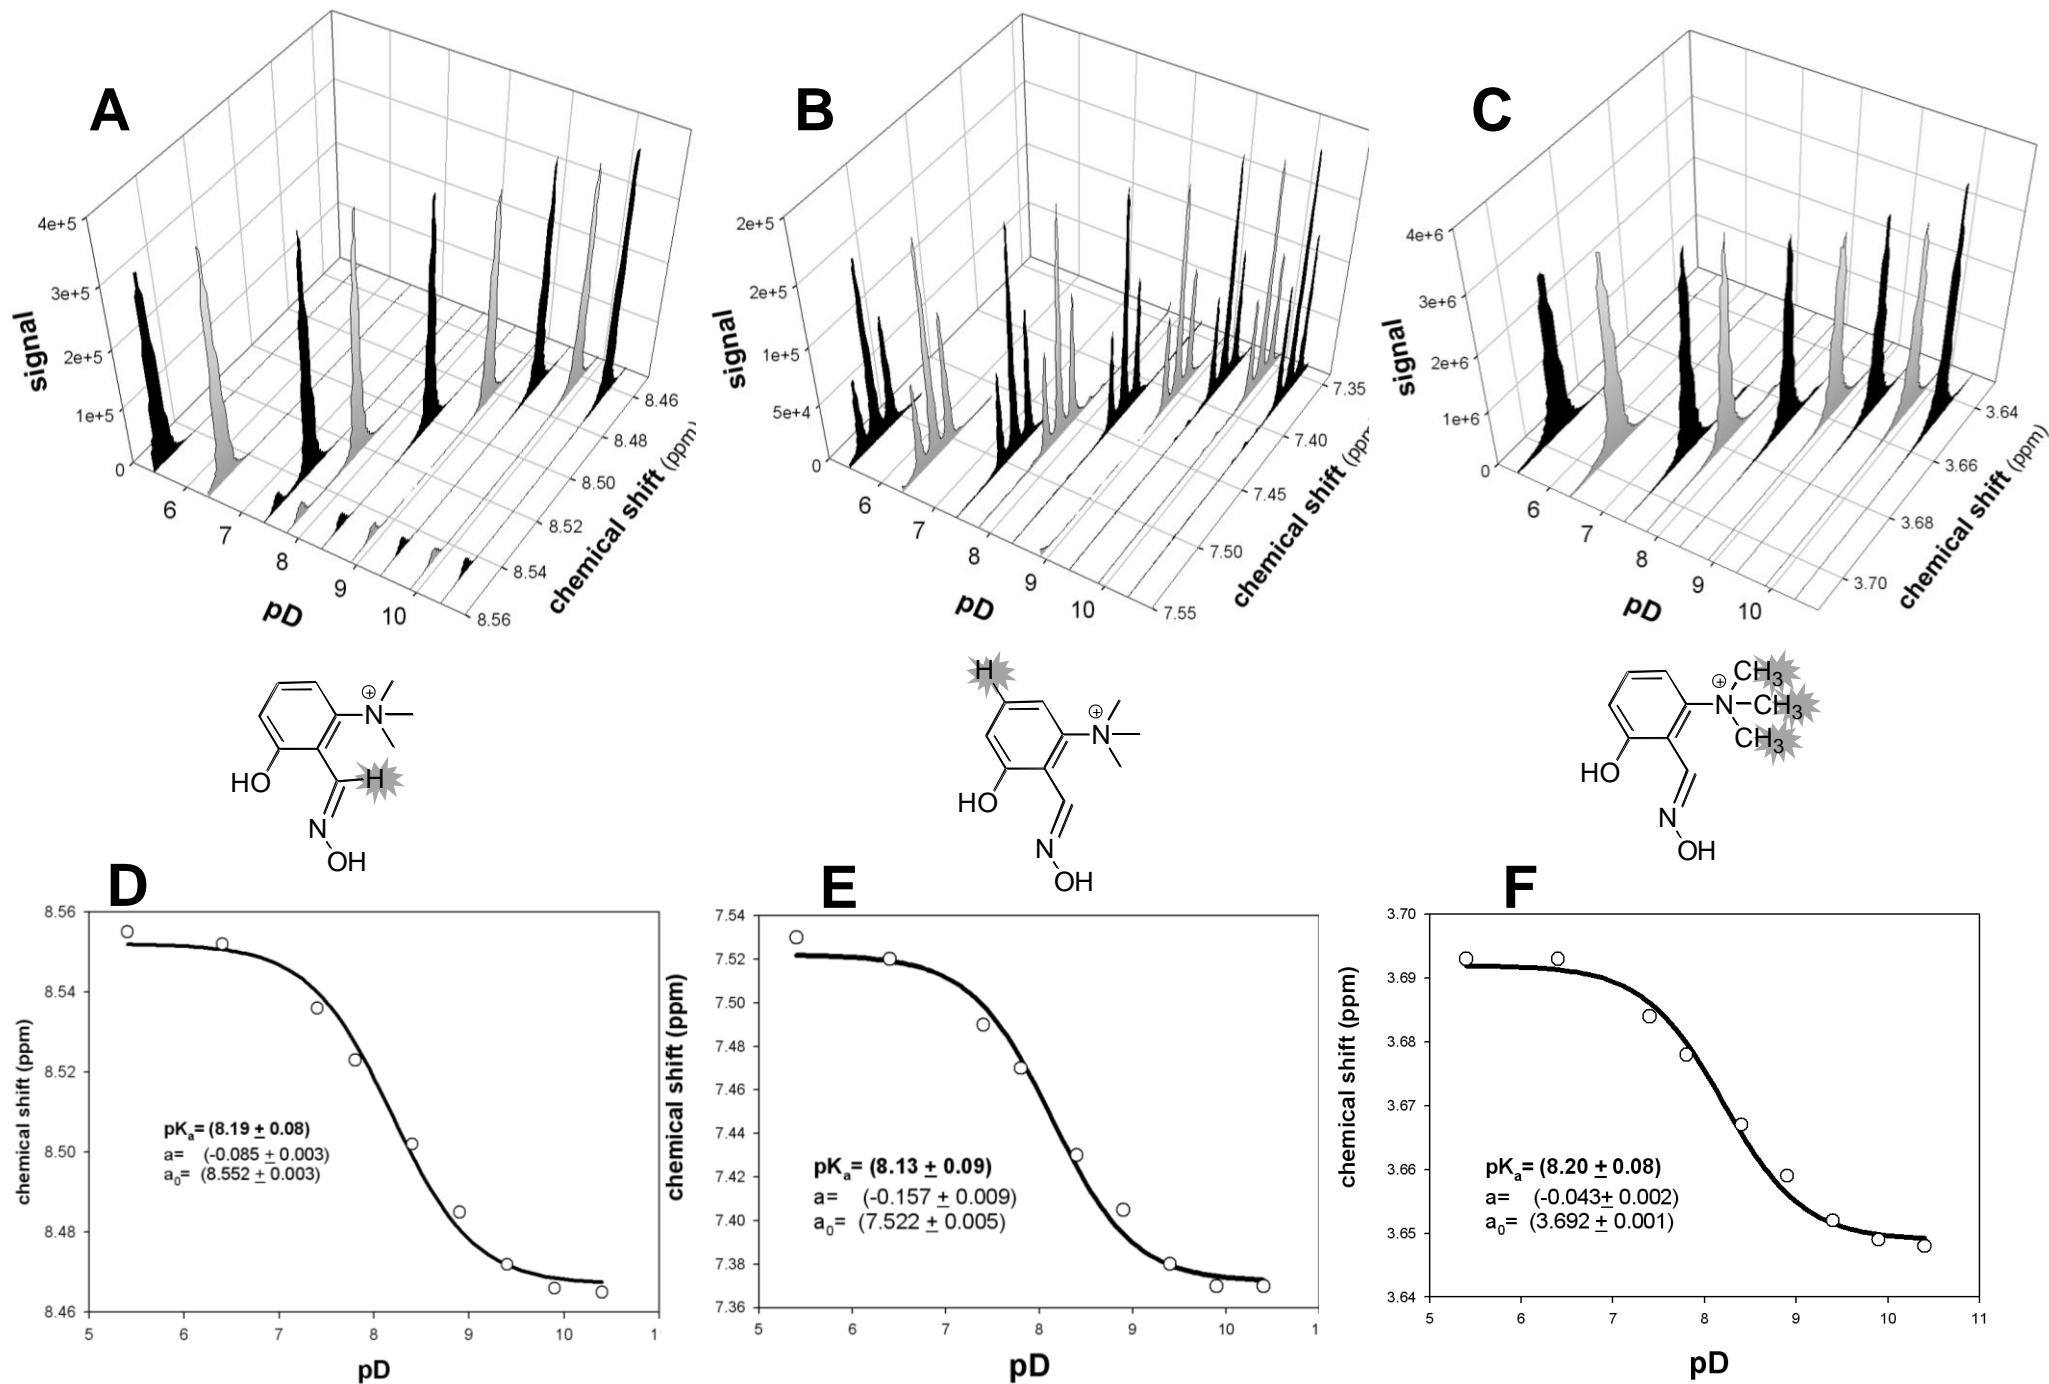 A
B
C
4e+5
3e+5
2e+5
1e+5
0
signal
6
7
8
9
10
pD
8.46
8.48
8.50
8.52
8.54
8.56
chemical shift (ppm)
2e+5
2e+5
1e+5
5e+4
0
signal
6
7
8
9
10
pD
7.35
7.40
7.45
7.50
7.55
chemical shift (ppm
4e+6
3e+6
2e+6
1e+6
0
signal
6
7
8
9
10
pD
3.64
3.66
3.68
3.70
chemical shift (ppm)
N
+
HO
H
N
OH
H
N
+
HO
N
OH
CH3
+
N
CH3
CH3
HO
N
OH
D
8.56
8.54
8.52
8.50
8.48
8.46
chemical shift (ppm)
pKa= (8.19 ± 0.08)
a= (-0.085 ± 0.003)
a0= (8.552 ± 0.003)
5 6 7 8 9 10 1
pD
E
7.54
7.52
7.50
7.48
7.46
7.44
7.42
7.40
7.38
7.36
chemical shift (ppm)
pKa= (8.13 ± 0.09)
a= (-0.157 ± 0.009)
a0= (7.522 ± 0.005)
5 6 7 8 9 10 1
pD
F
3.70
3.69
3.68
3.67
3.66
3.65
3.64
chemical shift (ppm)
pKa= (8.20 ± 0.08)
a= (-0.043± 0.002)
a0= (3.692 ± 0.001)
5 6 7 8 9 10 11
pD